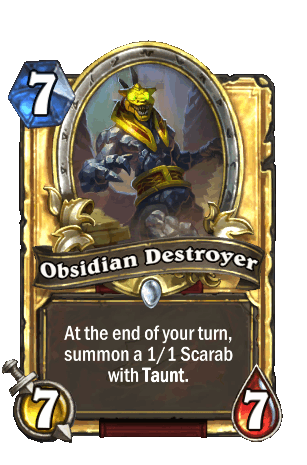 7
Obsidian Destroyer
At the end of your turn,
summon a 1/1 Scarab
with Taunt.
7
7